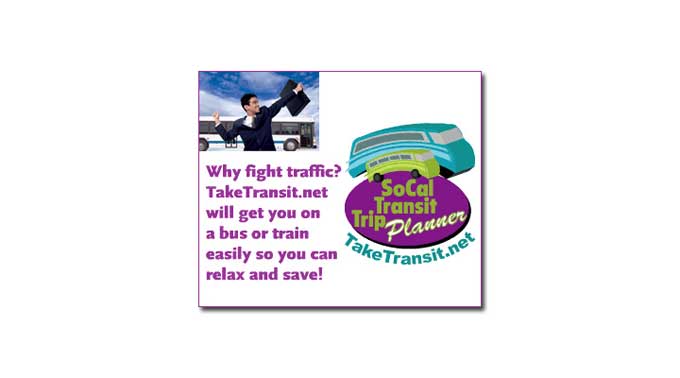 Why fight traffic?
TakeTransit.net
will get you on
a bus or train
easily so you can
relax and save!
SoCal
Transit
Trip Planner
TakeTransit.net